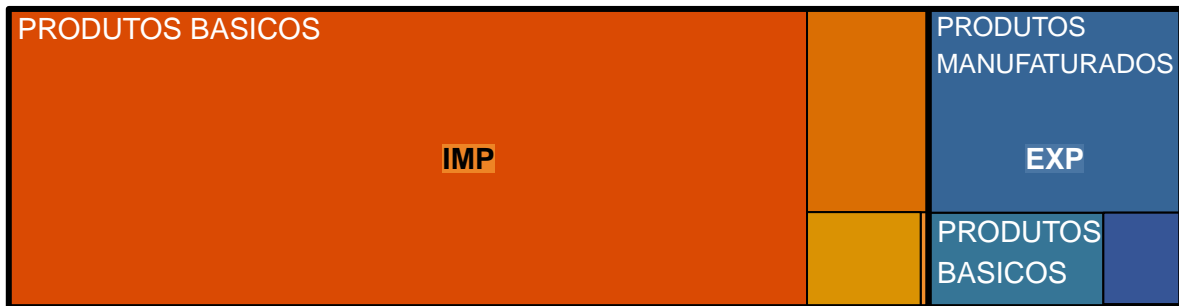 PRODUTOS BASICOS
IMP
PRODUTOS
MANUFATURADOS
EXP
PRODUTOS
BASICOS